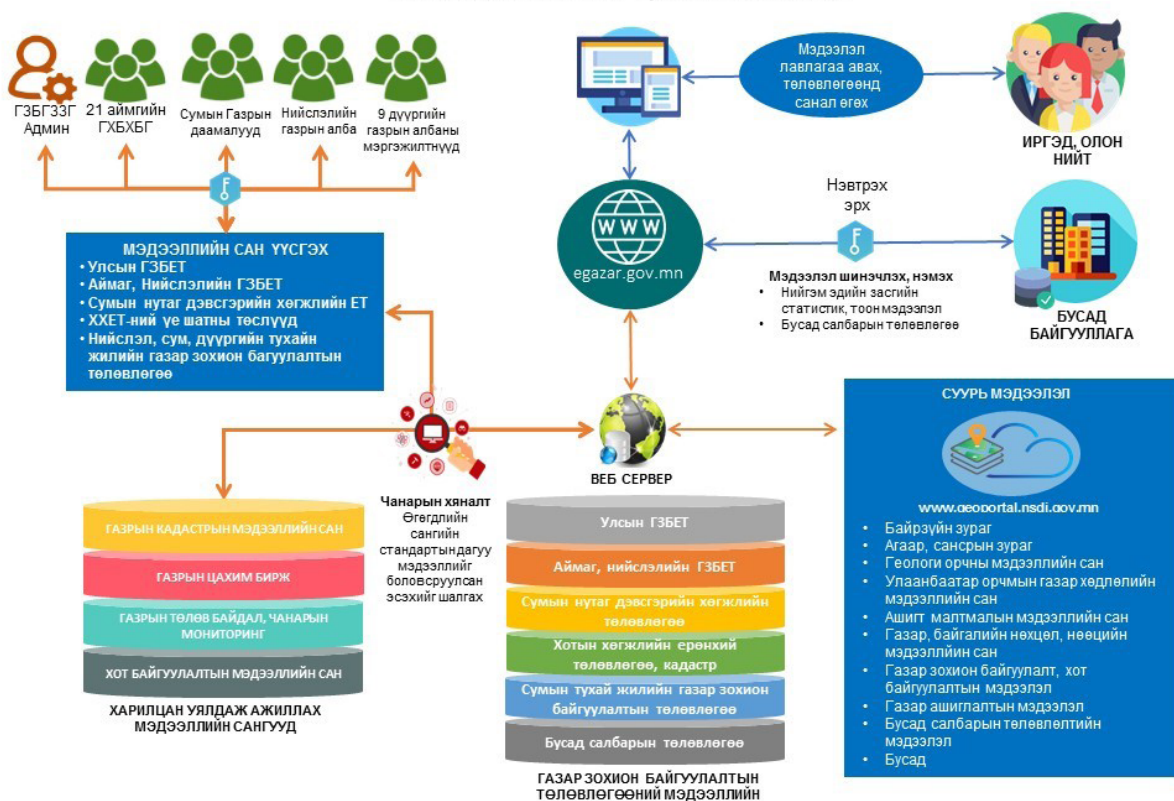 ГЗБГЗЗГ
Админ
21 аймгийн
ГХБХБГ
Сумын Газрын
даамалууд
Нийслэлийн
газрын алба
9 дүүргийн
газрын албаны
мэргэжилтнүүд
Мэдээлэл
лавлагаа авах,
төлөвлөгөөнд
санал өгөх
ИРГЭД, ОЛОН
НИЙТ
МЭДЭЭЛЛИЙН САН ҮҮСГЭХ
• Улсын ГЗБЕТ
• Аймаг, Нийслэлийн ГЗБЕТ
• Сумын нутаг дэвсгэрийн хөгжлийн ЕТ
• ХХЕТ-ний үе шатны төслүүд
• Нийслэл, сум, дүүргийн тухайн
жилийн газар зохион багуулалтын
төлөвлөгөө
WWW
egazar.gov.mn
Нэвтрэх
эрх
Мэдээлэл шинэчлэх, нэмэх
• Нийгэм эдийн засгийн
статистик, тоон мэдээлэл
• Бусад салбарын төлөвлөгөө
БУСАД
БАЙГУУЛЛАГА
ВЕБ СЕРВЕР
Чанарын хяналт
Өгөгдлийн
сангийн
стандартын дагуу
мэдээллийг
боловсруулсан
эсэхийг шалгах
ГАЗРЫН КАДАСТРЫН МЭДЭЭЛЛИЙН САН
ГАЗРЫН ЦАХИМ БИРЖ
ГАЗРЫН ТӨЛӨВ БАЙДАЛ, ЧАНАРЫН
МОНИТОРИНГ
ХОТ БАЙГУУЛАЛТЫН МЭДЭЭЛЛИЙН САН
ХАРИЛЦАН УЯЛДАЖ АЖИЛЛАХ
МЭДЭЭЛЛИЙН САНГУУД
Улсын ГЗБЕТ
Аймаг, нийслэлийн ГЗБЕТ
Сумын нутаг дэвсгэрийн хөгжлийн
төлөвлөгөө
Хотын хөгжлийн ерөнхий
төлөвлөгөө, кадастр
Сумын тухай жилийн газар зохион
байгуулалтын төлөвлөгөө
Бусад салбарын төлөвлөгөө
ГАЗАР ЗОХИОН БАЙГУУЛАЛТЫН
ТӨЛӨВЛӨГӨӨНИЙ МЭДЭЭЛЛИЙН
СУУРЬ МЭДЭЭЛЭЛ
www.geoportal.nsdi.gov.mn
• Байрзүйн зураг
• Агаар, сансрын зураг
• Геологи орчны мэдээллийн сан
• Улаанбаатар орчмын газар хөдлөлийн
мэдээллийн сан
• Ашигт малтмалын мэдээллийн сан
• Газар, байгалийн нөхцөл, нөөцийн
мэдээллйин сан
• Газар зохион байгуулалт, хот
байгуулалтын мэдээлэл
• Газар ашиглалтын мэдээлэл
• Бусад салбарын төлөвлөлтийн
мэдээлэл
• Бусад